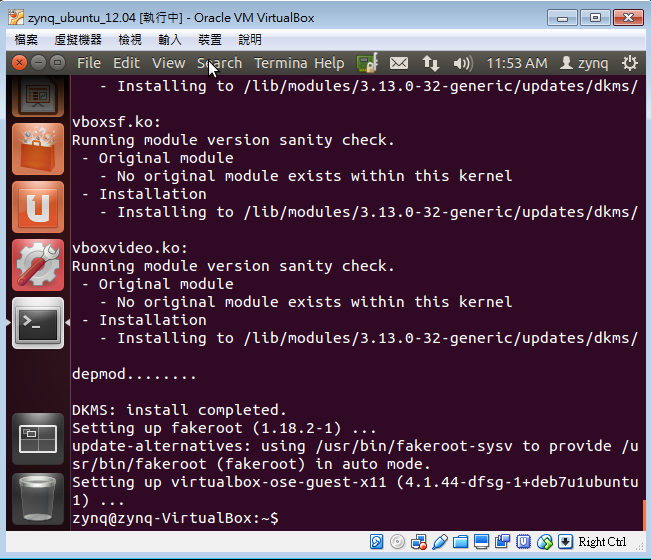 zynq_ubuntu_12.04 [執行中] - Oracle VM VirtualBox
檔案 虛擬機器 檢視 輸入 裝置 說明
File Edit View Search Termina Help 11:53 AM zynq
- Installing to /lib/modules/3.13.0-32-generic/updates/dkms/
vboxsf.ko:
Running module version sanity check.
- Original module
- No original module exists within this kernel
- Installation
- Installing to /lib/modules/3.13.0-32-generic/updates/dkms/
vboxvideo.ko:
Running module version sanity check.
- Original module
- No original module exists within this kernel
- Installation
- Installing to /lib/modules/3.13.0-32-generic/updates/dkms/
depmod........
DKMS: install completed.
Setting up fakeroot (1.18.2-1) ...
update-alternatives: using /usr/bin/fakeroot-sysv to provide /u
sr/bin/fakeroot (fakeroot) in auto mode.
Setting up virtualbox-ose-guest-x11 (4.1.44-dfsg-1+deb7u1ubuntu
1) ...
zynq@zynq-VirtualBox:~$
Right Ctrl